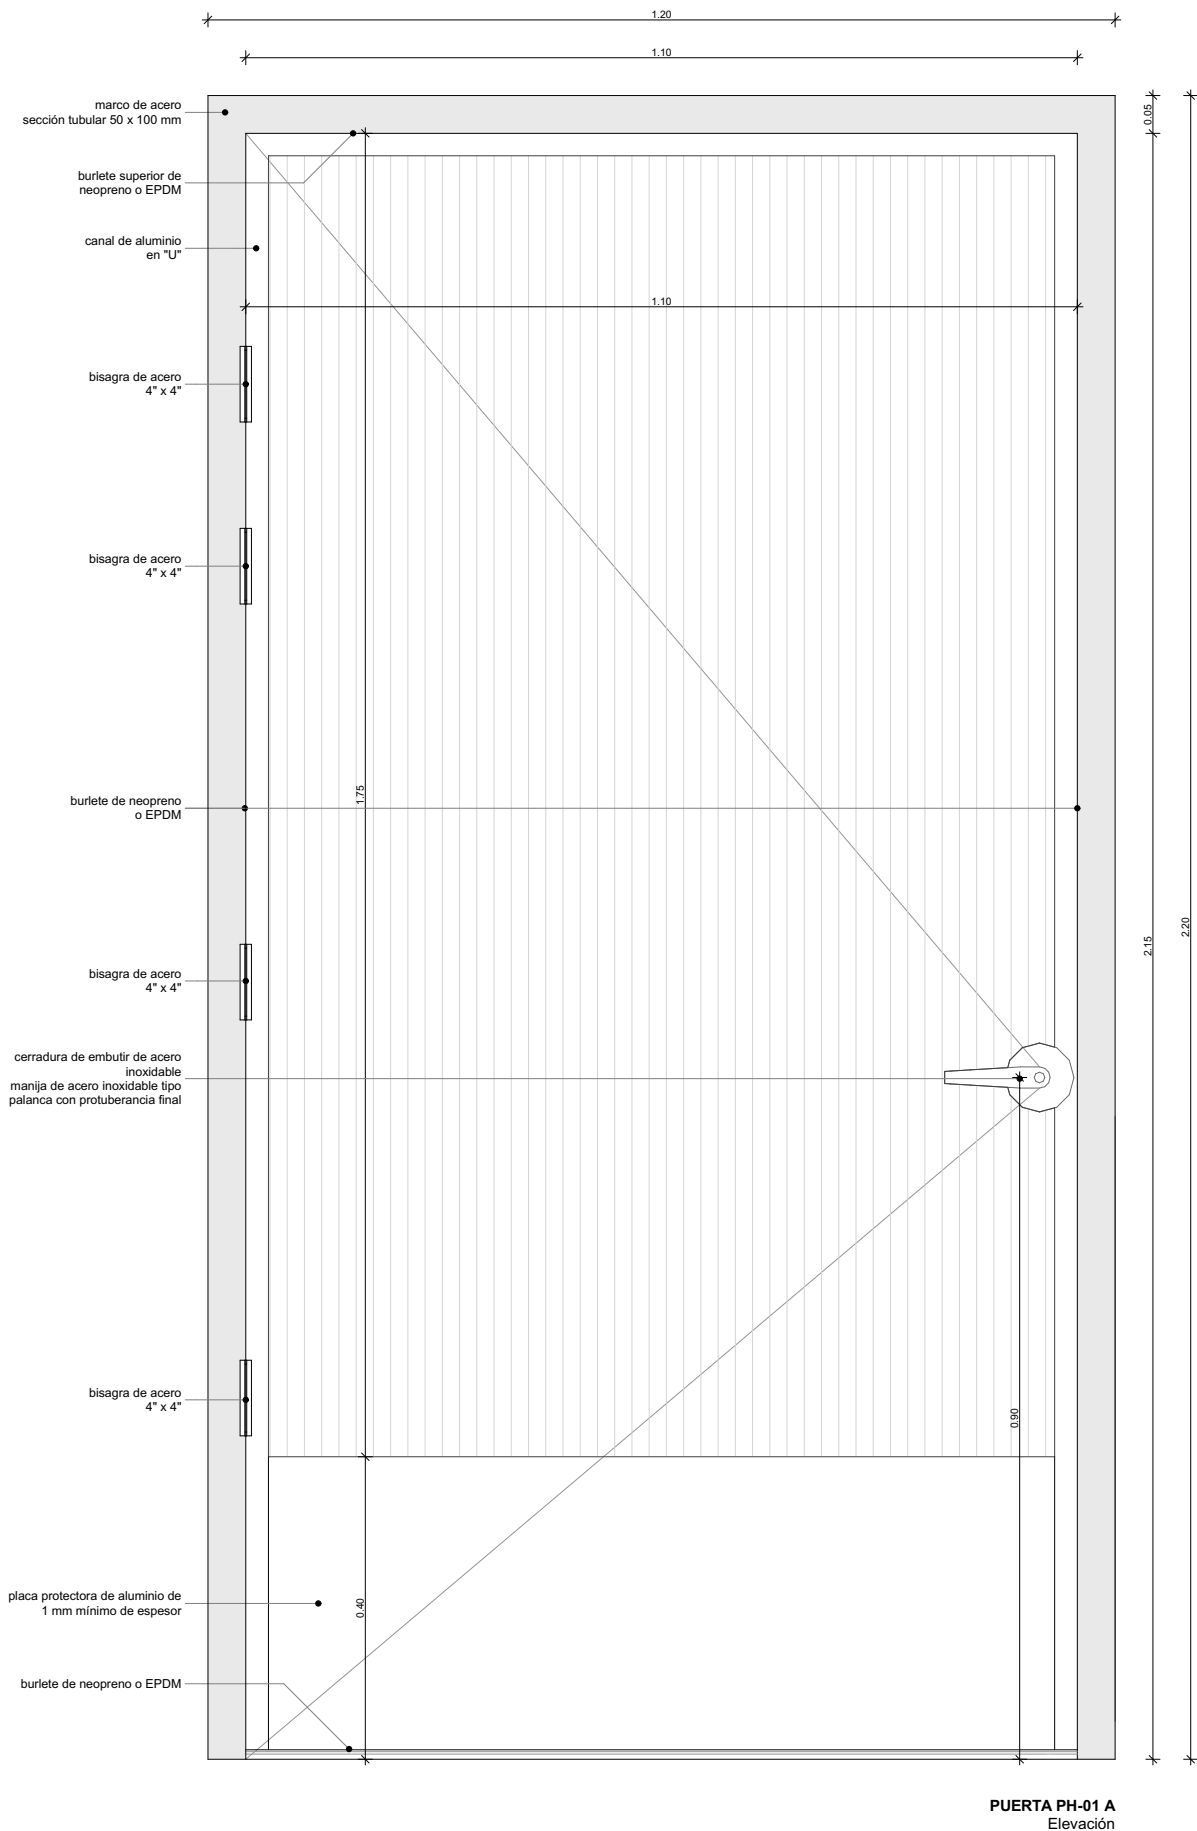 1.20
1.10
marco de acero
sección tubular 50 x 100 mm
0.05
burlete superior de
neopreno o EPDM
canal de aluminio
en "U"
1.10
bisagra de acero
4" x 4"
bisagra de acero
4" x 4"
1.75
burlete de neopreno
o EPDM
2.15
2.20
bisagra de acero
4" x 4"
cerradura de embutir de acero
inoxidable
manija de acero inoxidable tipo
palanca con protuberancia final
bisagra de acero
4" x 4"
0.90
placa protectora de aluminio de
1 mm mínimo de espesor
0.40
burlete de neopreno o EPDM
PUERTA PH-01 A
Elevación